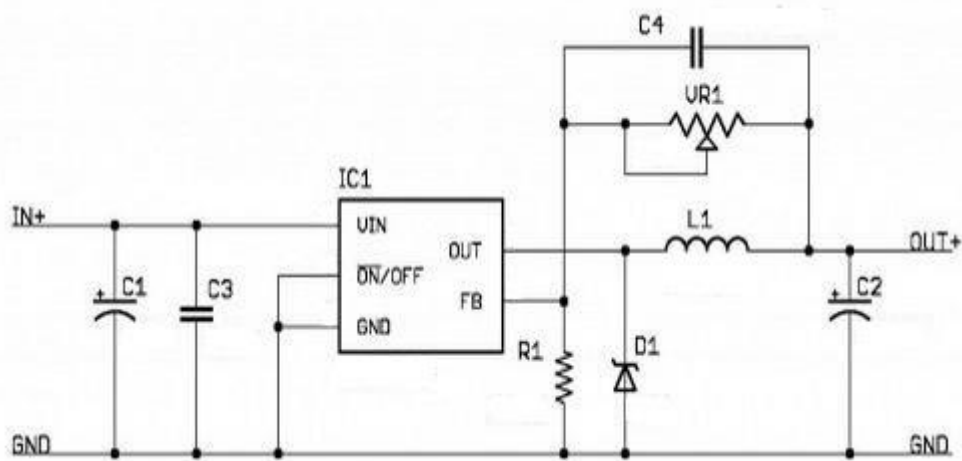 C4
VR1
IC1
IN+
VIN
L1
OUT
OUT+
ON/OFF
C1
C3
FB
C2
GND
R1
D1
GND
GND